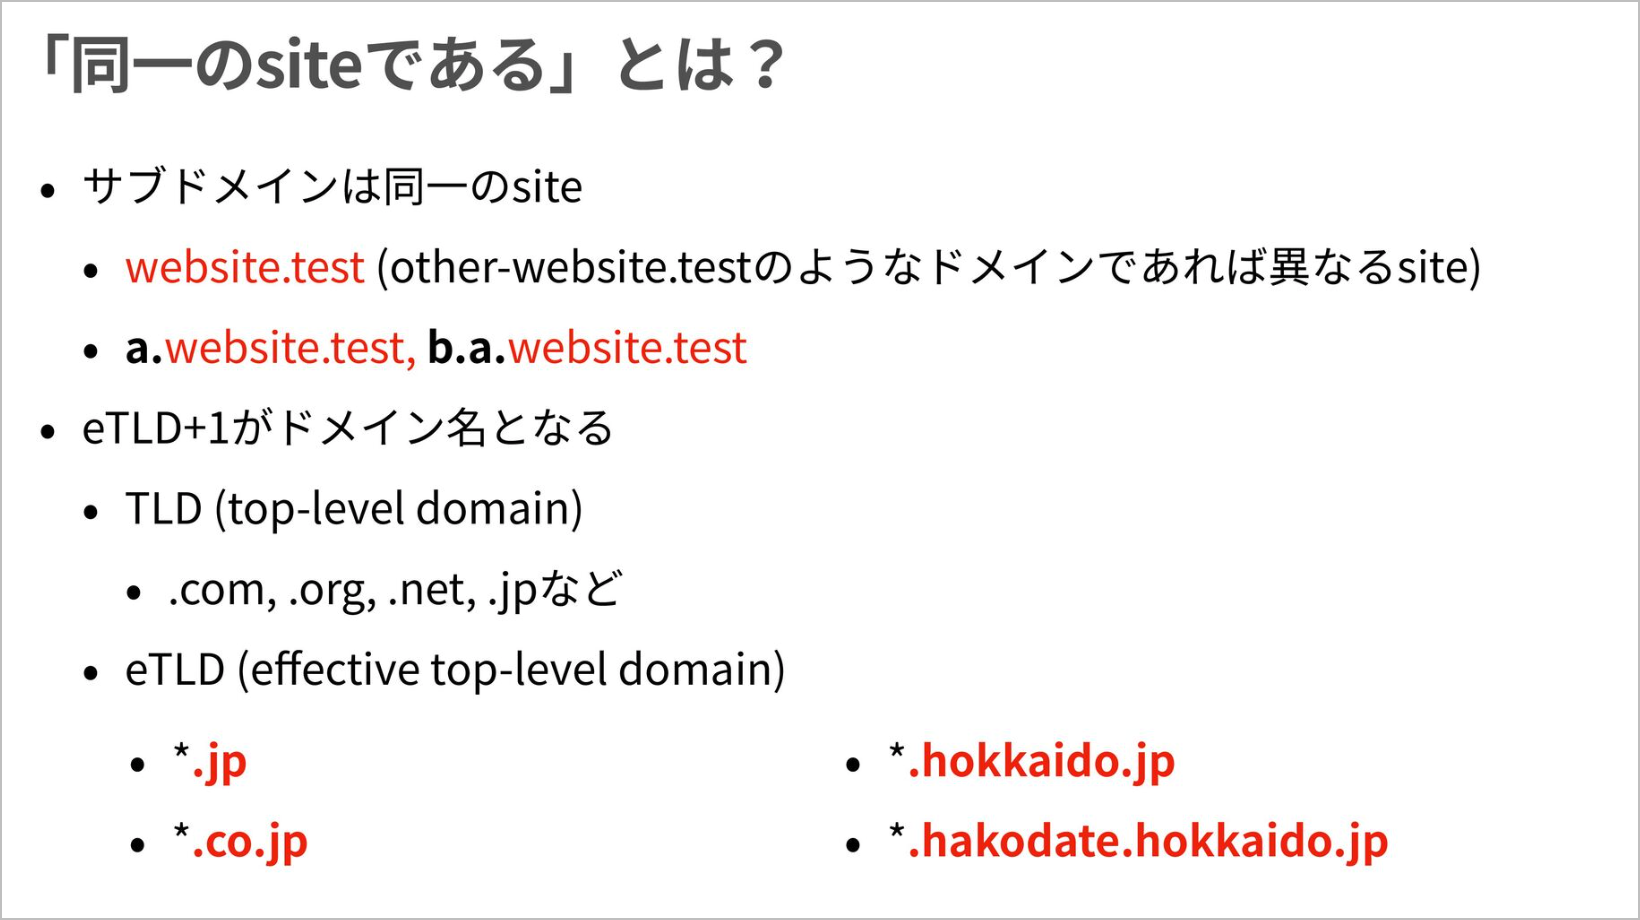 「同一のsiteである」とは？
• サブドメインは同一のsite
• website.test (other-website.testのようなドメインであれば異なるsite)
• a.website.test, b.a.website.test
• eTLD+1がドメイン名となる
• TLD (top-level domain)
• .com, .org, .net, .jpなど
• eTLD (effective top-level domain)
• *.jp
• *.co.jp
• *.hokkaido.jp
• *.hakodate.hokkaido.jp